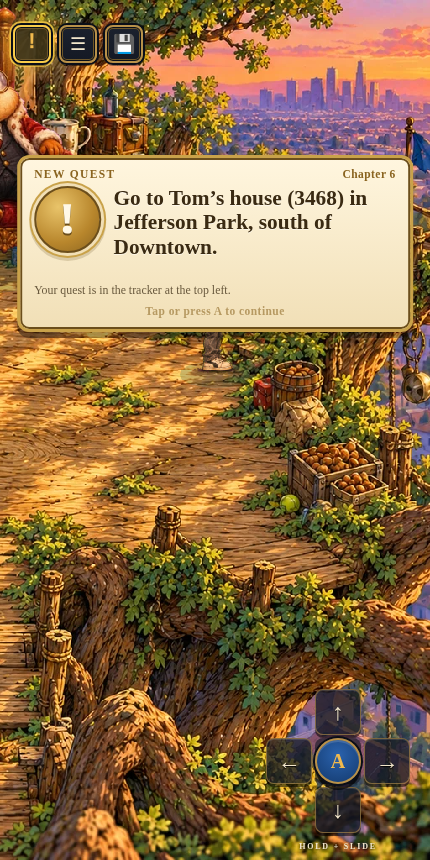 !
☰
💾
NEW QUEST
Chapter 6
!
Go to Tom’s house (3468) in
Jefferson Park, south of
Downtown.
Your quest is in the tracker at the top left.
Tap or press A to continue
↑
← A →
↓
HOLD + SLIDE